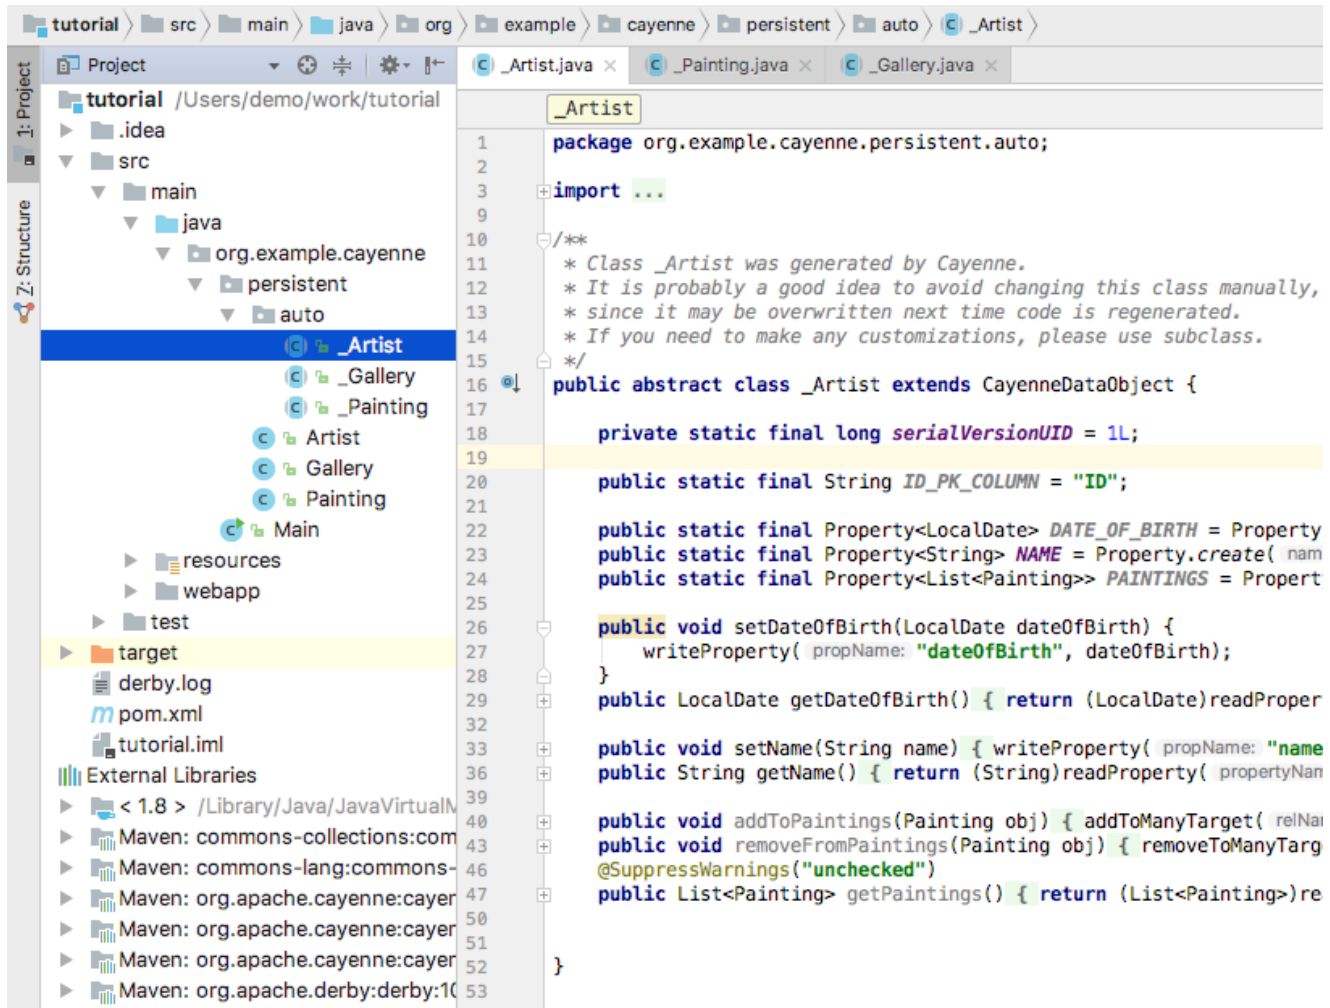 tutorial src main java org example cayenne persistent auto _Artist
1: Project
Z: Structure
Project
tutorial /Users/demo/work/tutorial
.idea
src
main
java
org.example.cayenne
persistent
auto
_Artist
_Gallery
_Painting
Artist
Gallery
Painting
Main
resources
webapp
test
target
derby.log
pom.xml
tutorial.iml
External Libraries
< 1.8 > /Library/Java/JavaVirtualM
Maven: commons-collections:com
Maven: commons-lang:commons-
Maven: org.apache.cayenne:cayen
Maven: org.apache.cayenne:cayen
Maven: org.apache.cayenne:cayen
Maven: org.apache.derby:derby:10
_Artist.java _Painting.java _Gallery.java
_Artist
1 package org.example.cayenne.persistent.auto;
2
3 import ...
9
10 /**
11 * Class _Artist was generated by Cayenne.
12 * It is probably a good idea to avoid changing this class manually,
13 * since it may be overwritten next time code is regenerated.
14 * If you need to make any customizations, please use subclass.
15 */
16 public abstract class _Artist extends CayenneDataObject {
17
18 private static final long serialVersionUID = 1L;
19
20 public static final String ID_PK_COLUMN = "ID";
21
22 public static final Property<LocalDate> DATE_OF_BIRTH = Property
23 public static final Property<String> NAME = Property.create( nam
24 public static final Property<List<Painting>> PAINTINGS = Propert
25
26 public void setDateOfBirth(LocalDate dateOfBirth) {
27 writeProperty( propName: "dateOfBirth", dateOfBirth);
28 }
29 public LocalDate getDateOfBirth() { return (LocalDate)readProper
32
33 public void setName(String name) { writeProperty( propName: "name
36 public String getName() { return (String)readProperty( propertyNam
39
40 public void addToPaintings(Painting obj) { addToManyTarget( relNa
43 public void removeFromPaintings(Painting obj) { removeToManyTarg
46 @SuppressWarnings("unchecked")
47 public List<Painting> getPaintings() { return (List<Painting>)re
50
51
52 }
53